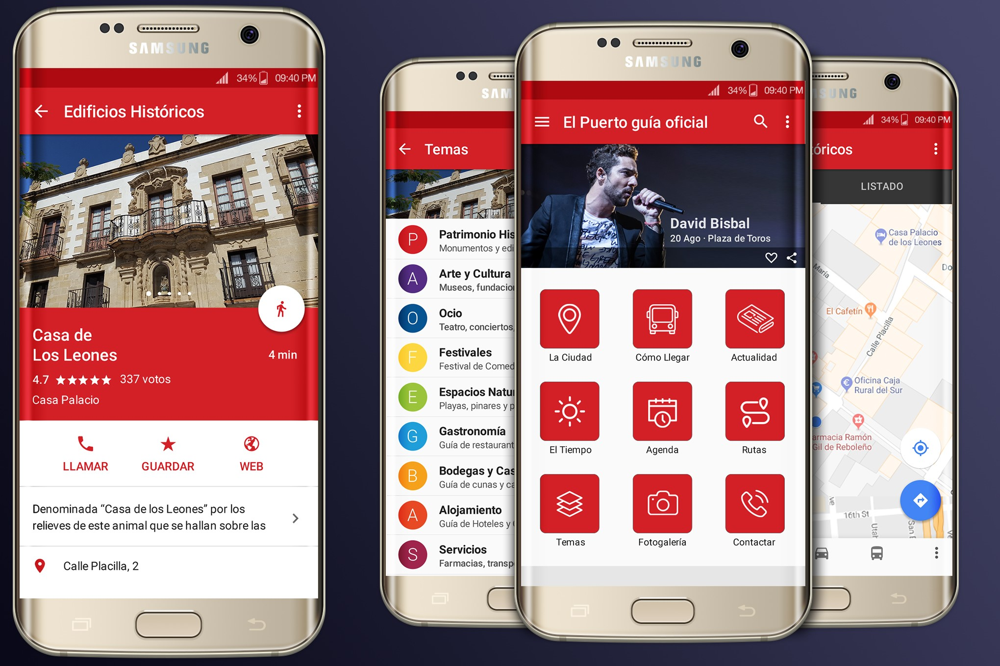 SAMSUNG
34% 09:40 PM
Edificios Históricos
Casa de
Los Leones
4 min
4.7 337 votos
Casa Palacio
LLAMAR GUARDAR WEB
Denominada “Casa de los Leones” por los
relieves de este animal que se hallan sobre las
Calle Placilla, 2
SAM
Temas
P Patrimonio His
Monumentos y edi
A Arte y Cultura
Museos, fundacion
O Ocio
Teatro, conciertos,
F Festivales
Festival de Comed
E Espacios Natur
Playas, pinares y p
G Gastronomía
Guía de restaurant
B Bodegas y Cas
Guía de cunas y ca
A Alojamiento
Guía de Hoteles y
S Servicios
Farmacias, transp
SAMSUNG
34% 09:40 PM
El Puerto guía oficial
David Bisbal
20 Ago · Plaza de Toros
La Ciudad Cómo Llegar Actualidad
El Tiempo Agenda Rutas
Temas Fotogalería Contactar
SUNG
34% 09:40 PM
óricos
LISTADO
Casa Palacio
de los Leones
Do
María
El Cafetín
Calle Placilla
Oficina Caja
Rural del Sur
armacia Ramón
Gil de Reboleño
16th St
Utah
San